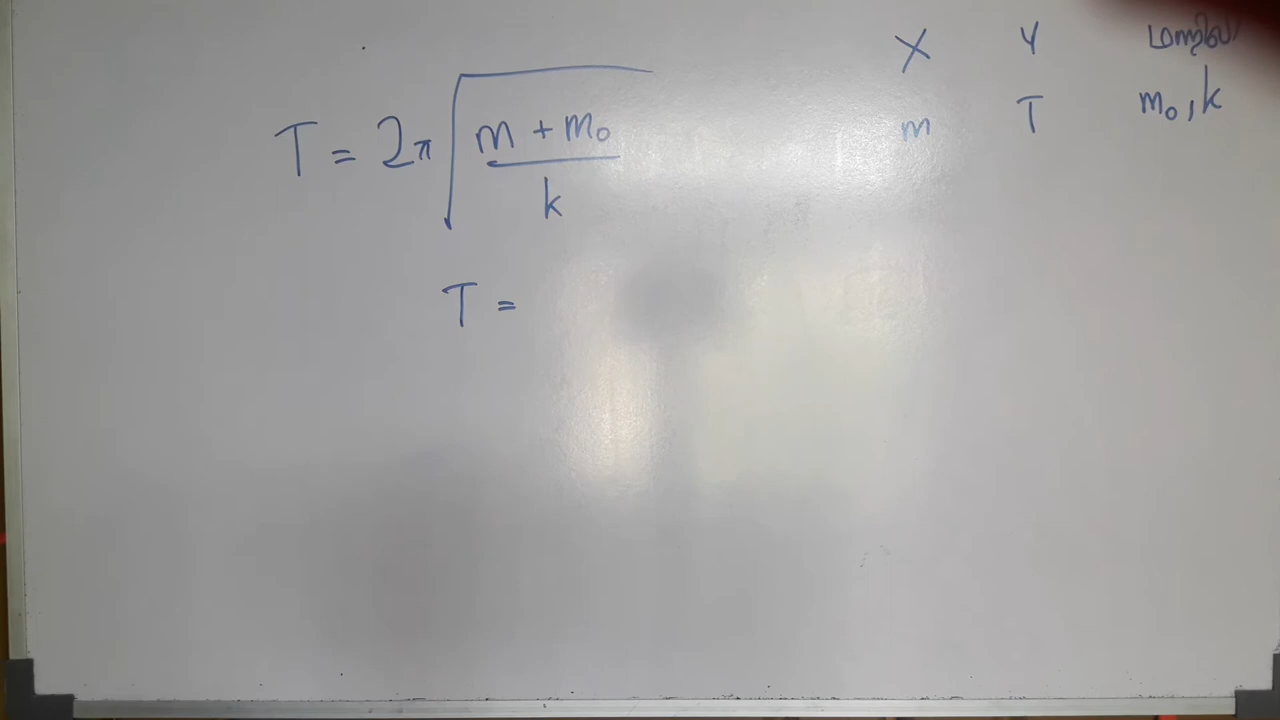 X Y
m T m₀, k
T = 2π √((m + m₀)/k)
T =